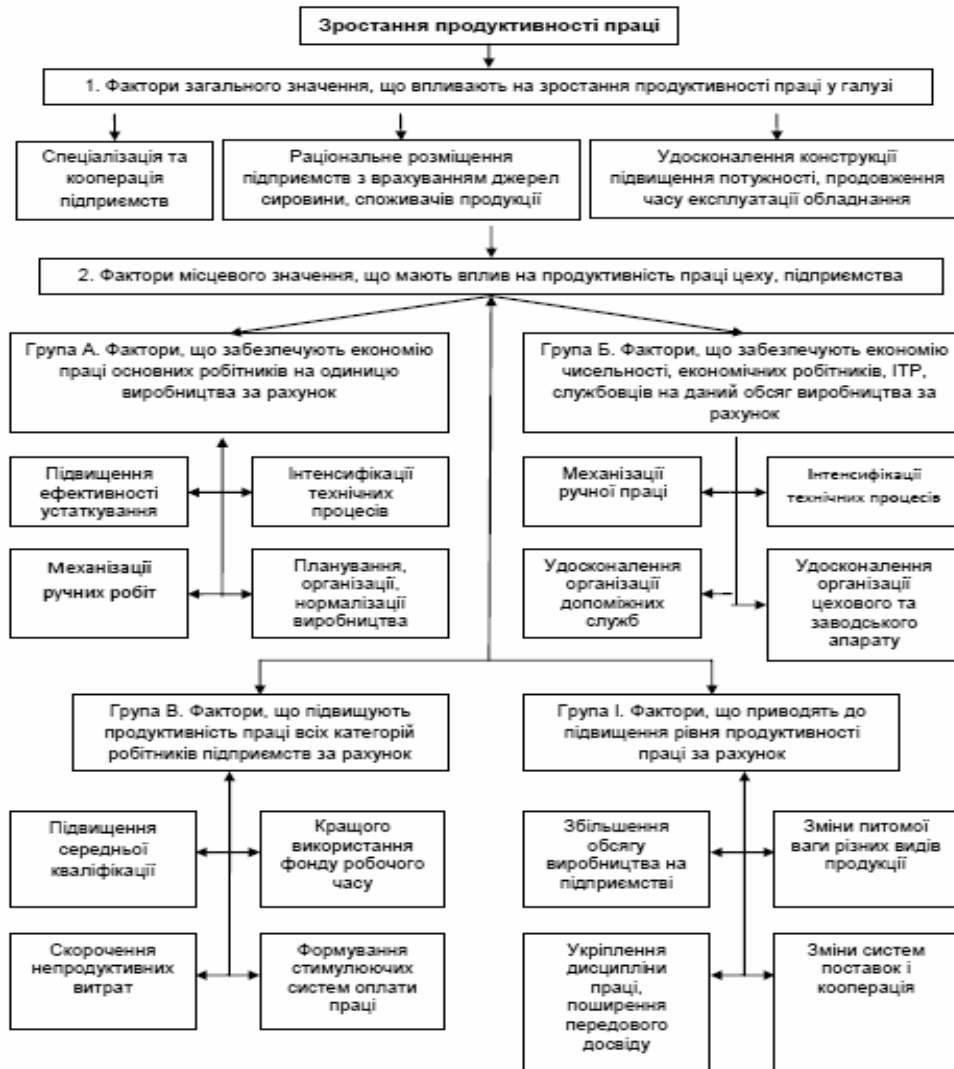 Зростання продуктивності праці
1. Фактори загального значення, що впливають на зростання продуктивності праці у галузі
Спеціалізація та
кооперація
підприємств
Раціональне розміщення
підприємств з врахуванням джерел
сировини, споживачів продукції
Удосконалення конструкції
підвищення потужності, продовження
часу експлуатації обладнання
2. Фактори місцевого значення, що мають вплив на продуктивність праці цеху, підприємства
Група А. Фактори, що забезпечують економію
праці основних робітників на одиницю
виробництва за рахунок
Група Б. Фактори, що забезпечують економію
чисельності, економічних робітників, ІТР,
службовців на даний обсяг виробництва за
рахунок
Підвищення
ефективності
устаткування
Інтенсифікації
технічних
процесів
Механізації
ручної праці
Інтенсифікації
технічних процесів
Механізації
ручних робіт
Планування,
організації,
нормалізації
виробництва
Удосконалення
організації
допоміжних
служб
Удосконалення
організації
цехового та
заводського
апарату
Група В. Фактори, що підвищують
продуктивність праці всіх категорій
робітників підприємств за рахунок
Група І. Фактори, що приводять до
підвищення рівня продуктивності
праці за рахунок
Підвищення
середньої
кваліфікації
Кращого
використання
фонду робочого
часу
Збільшення
обсягу
виробництва на
підприємстві
Зміни питомої
ваги різних видів
продукції
Скорочення
непродуктивних
витрат
Формування
стимулюючих
систем оплати
праці
Укріплення
дисципліни
праці,
поширення
передового
досвіду
Зміни систем
поставок і
кооперація